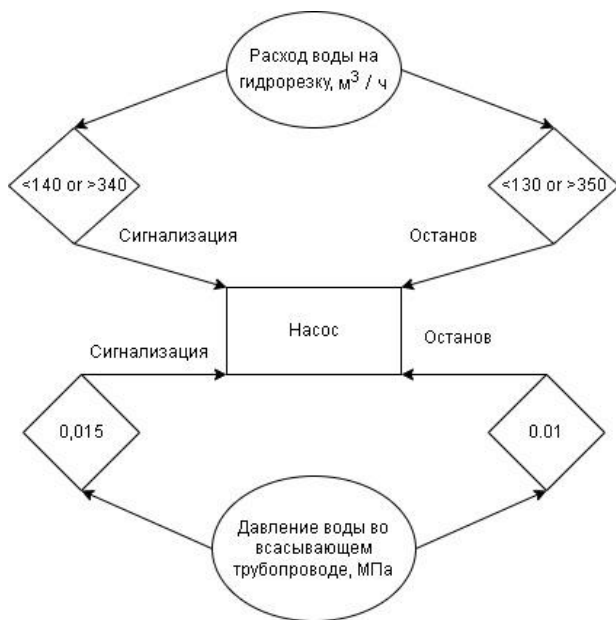 Расход воды на
гидрорезку, м³ / ч
<140 or >340
<130 or >350
Сигнализация
Останов
Насос
Сигнализация
Останов
0,015
0.01
Давление воды во
всасывающем
трубопроводе, МПа